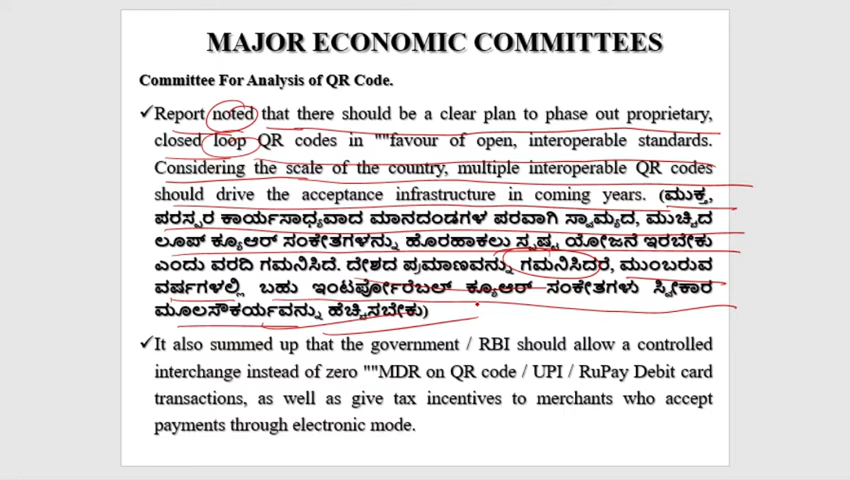 MAJOR ECONOMIC COMMITTEES
Committee For Analysis of QR Code.
✓Report noted that there should be a clear plan to phase out proprietary,
closed loop QR codes in ""favour of open, interoperable standards.
Considering the scale of the country, multiple interoperable QR codes
should drive the acceptance infrastructure in coming years. (ಮುಕ್ತ,
ಪರಸ್ಪರ ಕಾರ್ಯಸಾಧ್ಯವಾದ ಮಾನದಂಡಗಳ ಪರವಾಗಿ ಸ್ವಾಮ್ಯದ, ಮುಚ್ಚಿದ
ಲೂಪ್ ಕ್ಯೂಆರ್ ಸಂಕೇತಗಳನ್ನು ಹೊರಹಾಕಲು ಸ್ಪಷ್ಟ ಯೋಜನೆ ಇರಬೇಕು
ಎಂದು ವರದಿ ಗಮನಿಸಿದೆ. ದೇಶದ ಪ್ರಮಾಣವನ್ನು ಗಮನಿಸಿದರೆ, ಮುಂಬರುವ
ವರ್ಷಗಳಲ್ಲಿ ಬಹು ಇಂಟರ್ಪೋರೆಬಲ್ ಕ್ಯೂಆರ್ ಸಂಕೇತಗಳು ಸ್ವೀಕಾರ
ಮೂಲಸೌಕರ್ಯವನ್ನು ಹೆಚ್ಚಿಸಬೇಕು)
✓It also summed up that the government / RBI should allow a controlled
interchange instead of zero ""MDR on QR code / UPI / RuPay Debit card
transactions, as well as give tax incentives to merchants who accept
payments through electronic mode.